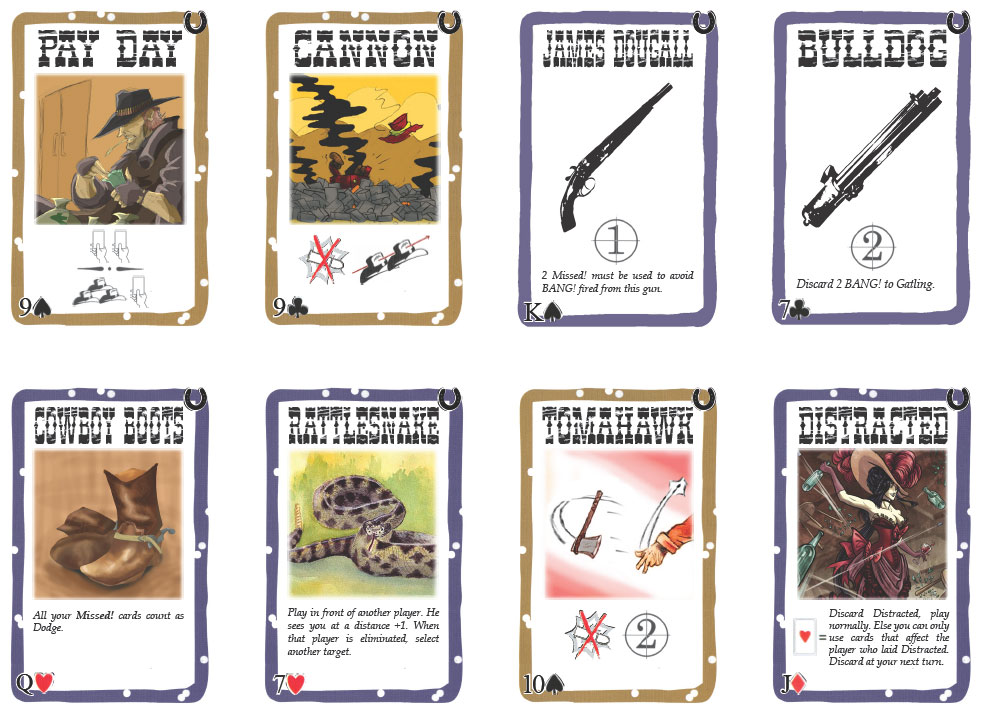 PAY DAY
9
CANNON
9
JAMES DOUGALL
1
2 Missed! must be used to avoid
BANG! fired from this gun.
K
BULLDOG
2
Discard 2 BANG! to Gatling.
7
COWBOY BOOTS
All your Missed! cards count as
Dodge.
Q
RATTLESNAKE
Play in front of another player. He
sees you at a distance +1. When
that player is eliminated, select
another target.
7
TOMAHAWK
2
10
DISTRACTED
Discard Distracted, play
normally. Else you can only
= use cards that affect the
player who laid Distracted.
Discard at your next turn.
J